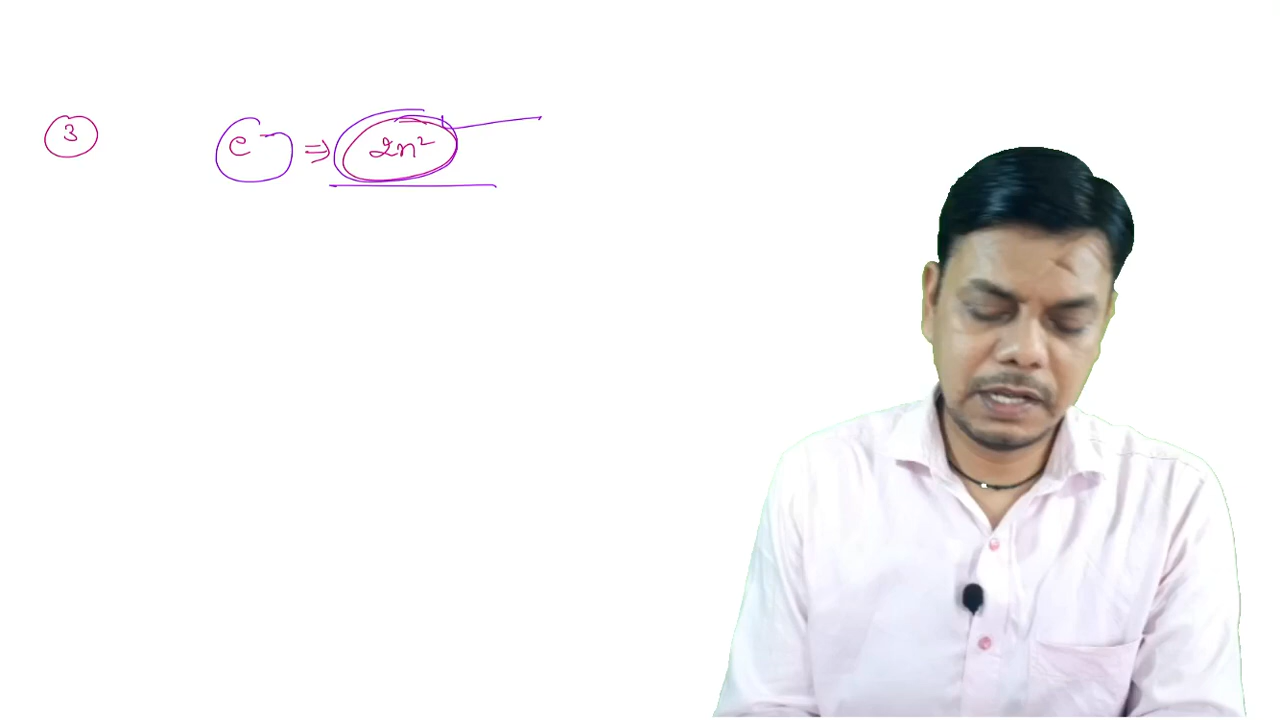 3 e⁻ ⇒ 2n²